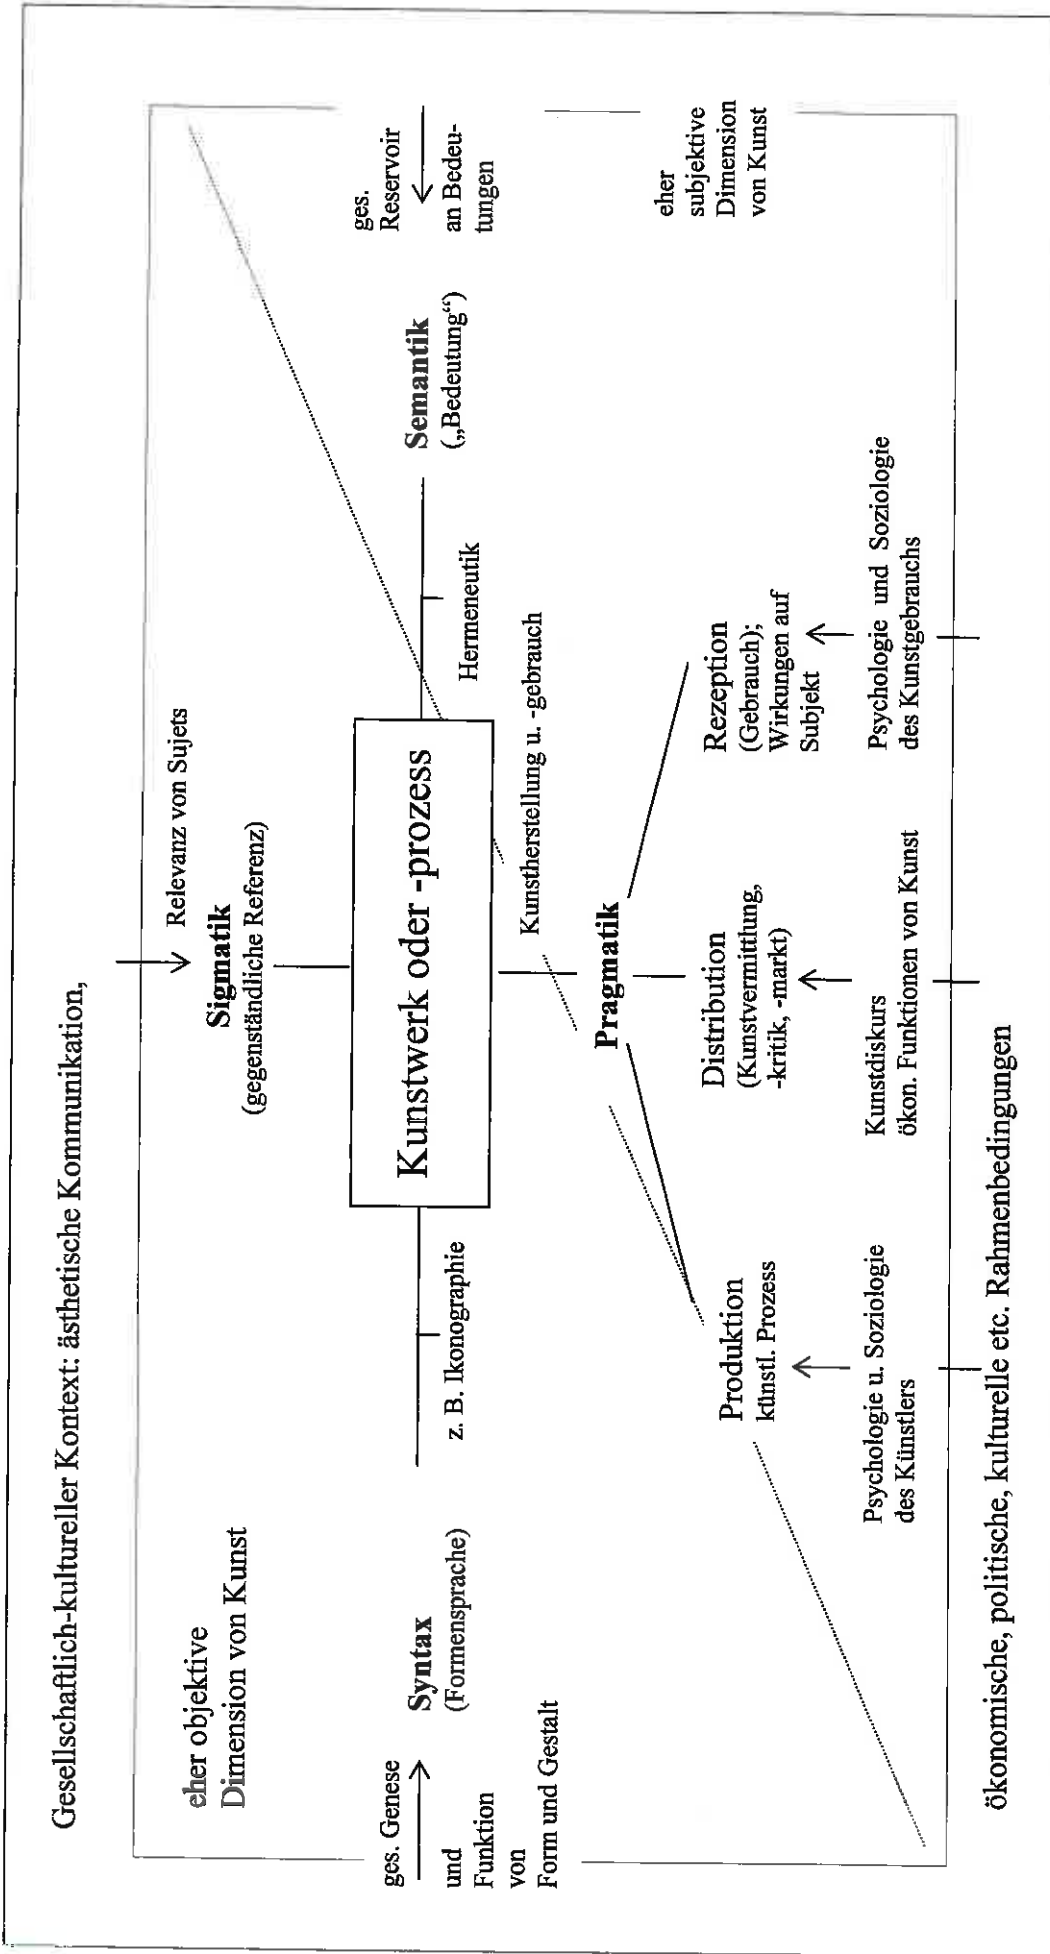 Gesellschaftlich-kultureller Kontext: ästhetische Kommunikation,
eher objektive
Dimension von Kunst
Relevanz von Sujets
Sigmatik
(gegenständliche Referenz)
ges. Genese
und
Funktion
von
Form und Gestalt
Syntax
(Formensprache)
z. B. Ikonographie
Kunstwerk oder -prozess
Hermeneutik
Semantik
(„Bedeutung“)
ges.
Reservoir
an Bedeu-
tungen
Kunstherstellung u. -gebrauch
Pragmatik
eher
subjektive
Dimension
von Kunst
Produktion
künstl. Prozess
Distribution
(Kunstvermittlung,
-kritik, -markt)
Rezeption
(Gebrauch);
Wirkungen auf
Subjekt
Psychologie u. Soziologie
des Künstlers
Kunstdiskurs
ökon. Funktionen von Kunst
Psychologie und Soziologie
des Kunstgebrauchs
ökonomische, politische, kulturelle etc. Rahmenbedingungen